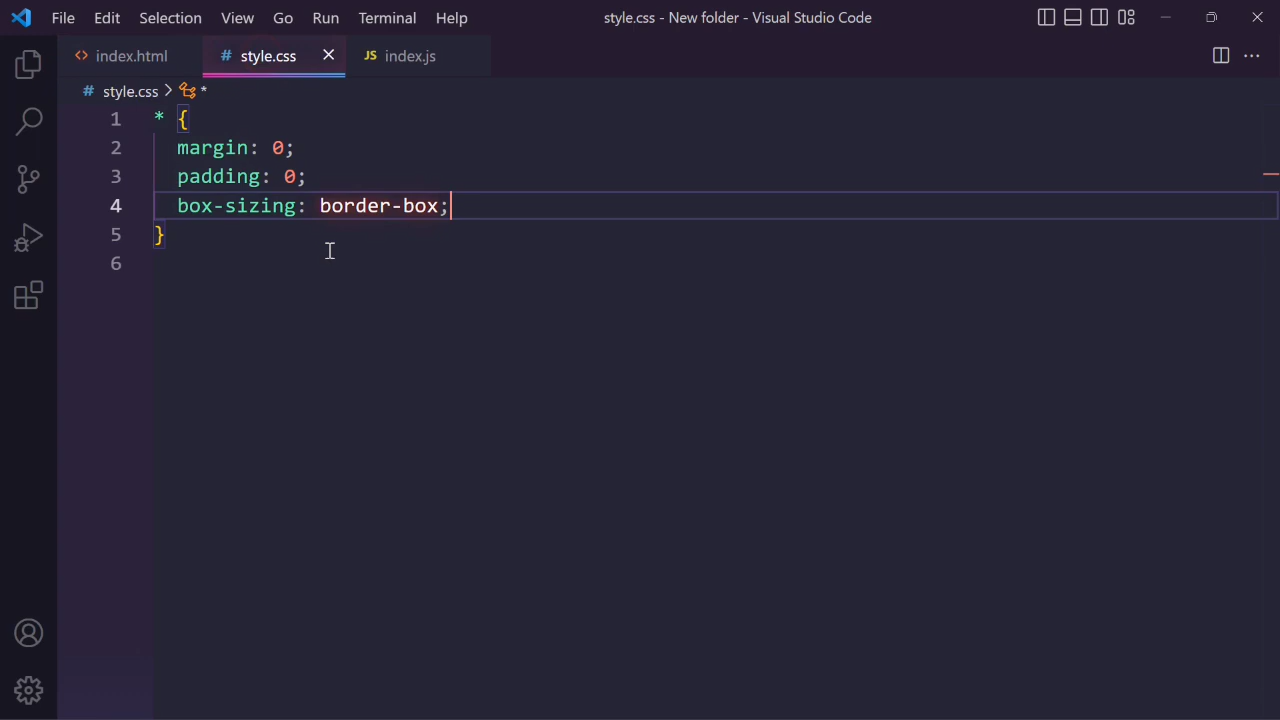 File Edit Selection View Go Run Terminal Help style.css - New folder - Visual Studio Code
<> index.html # style.css JS index.js
# style.css > *
1 * {
2 margin: 0;
3 padding: 0;
4 box-sizing: border-box;
5 }
6